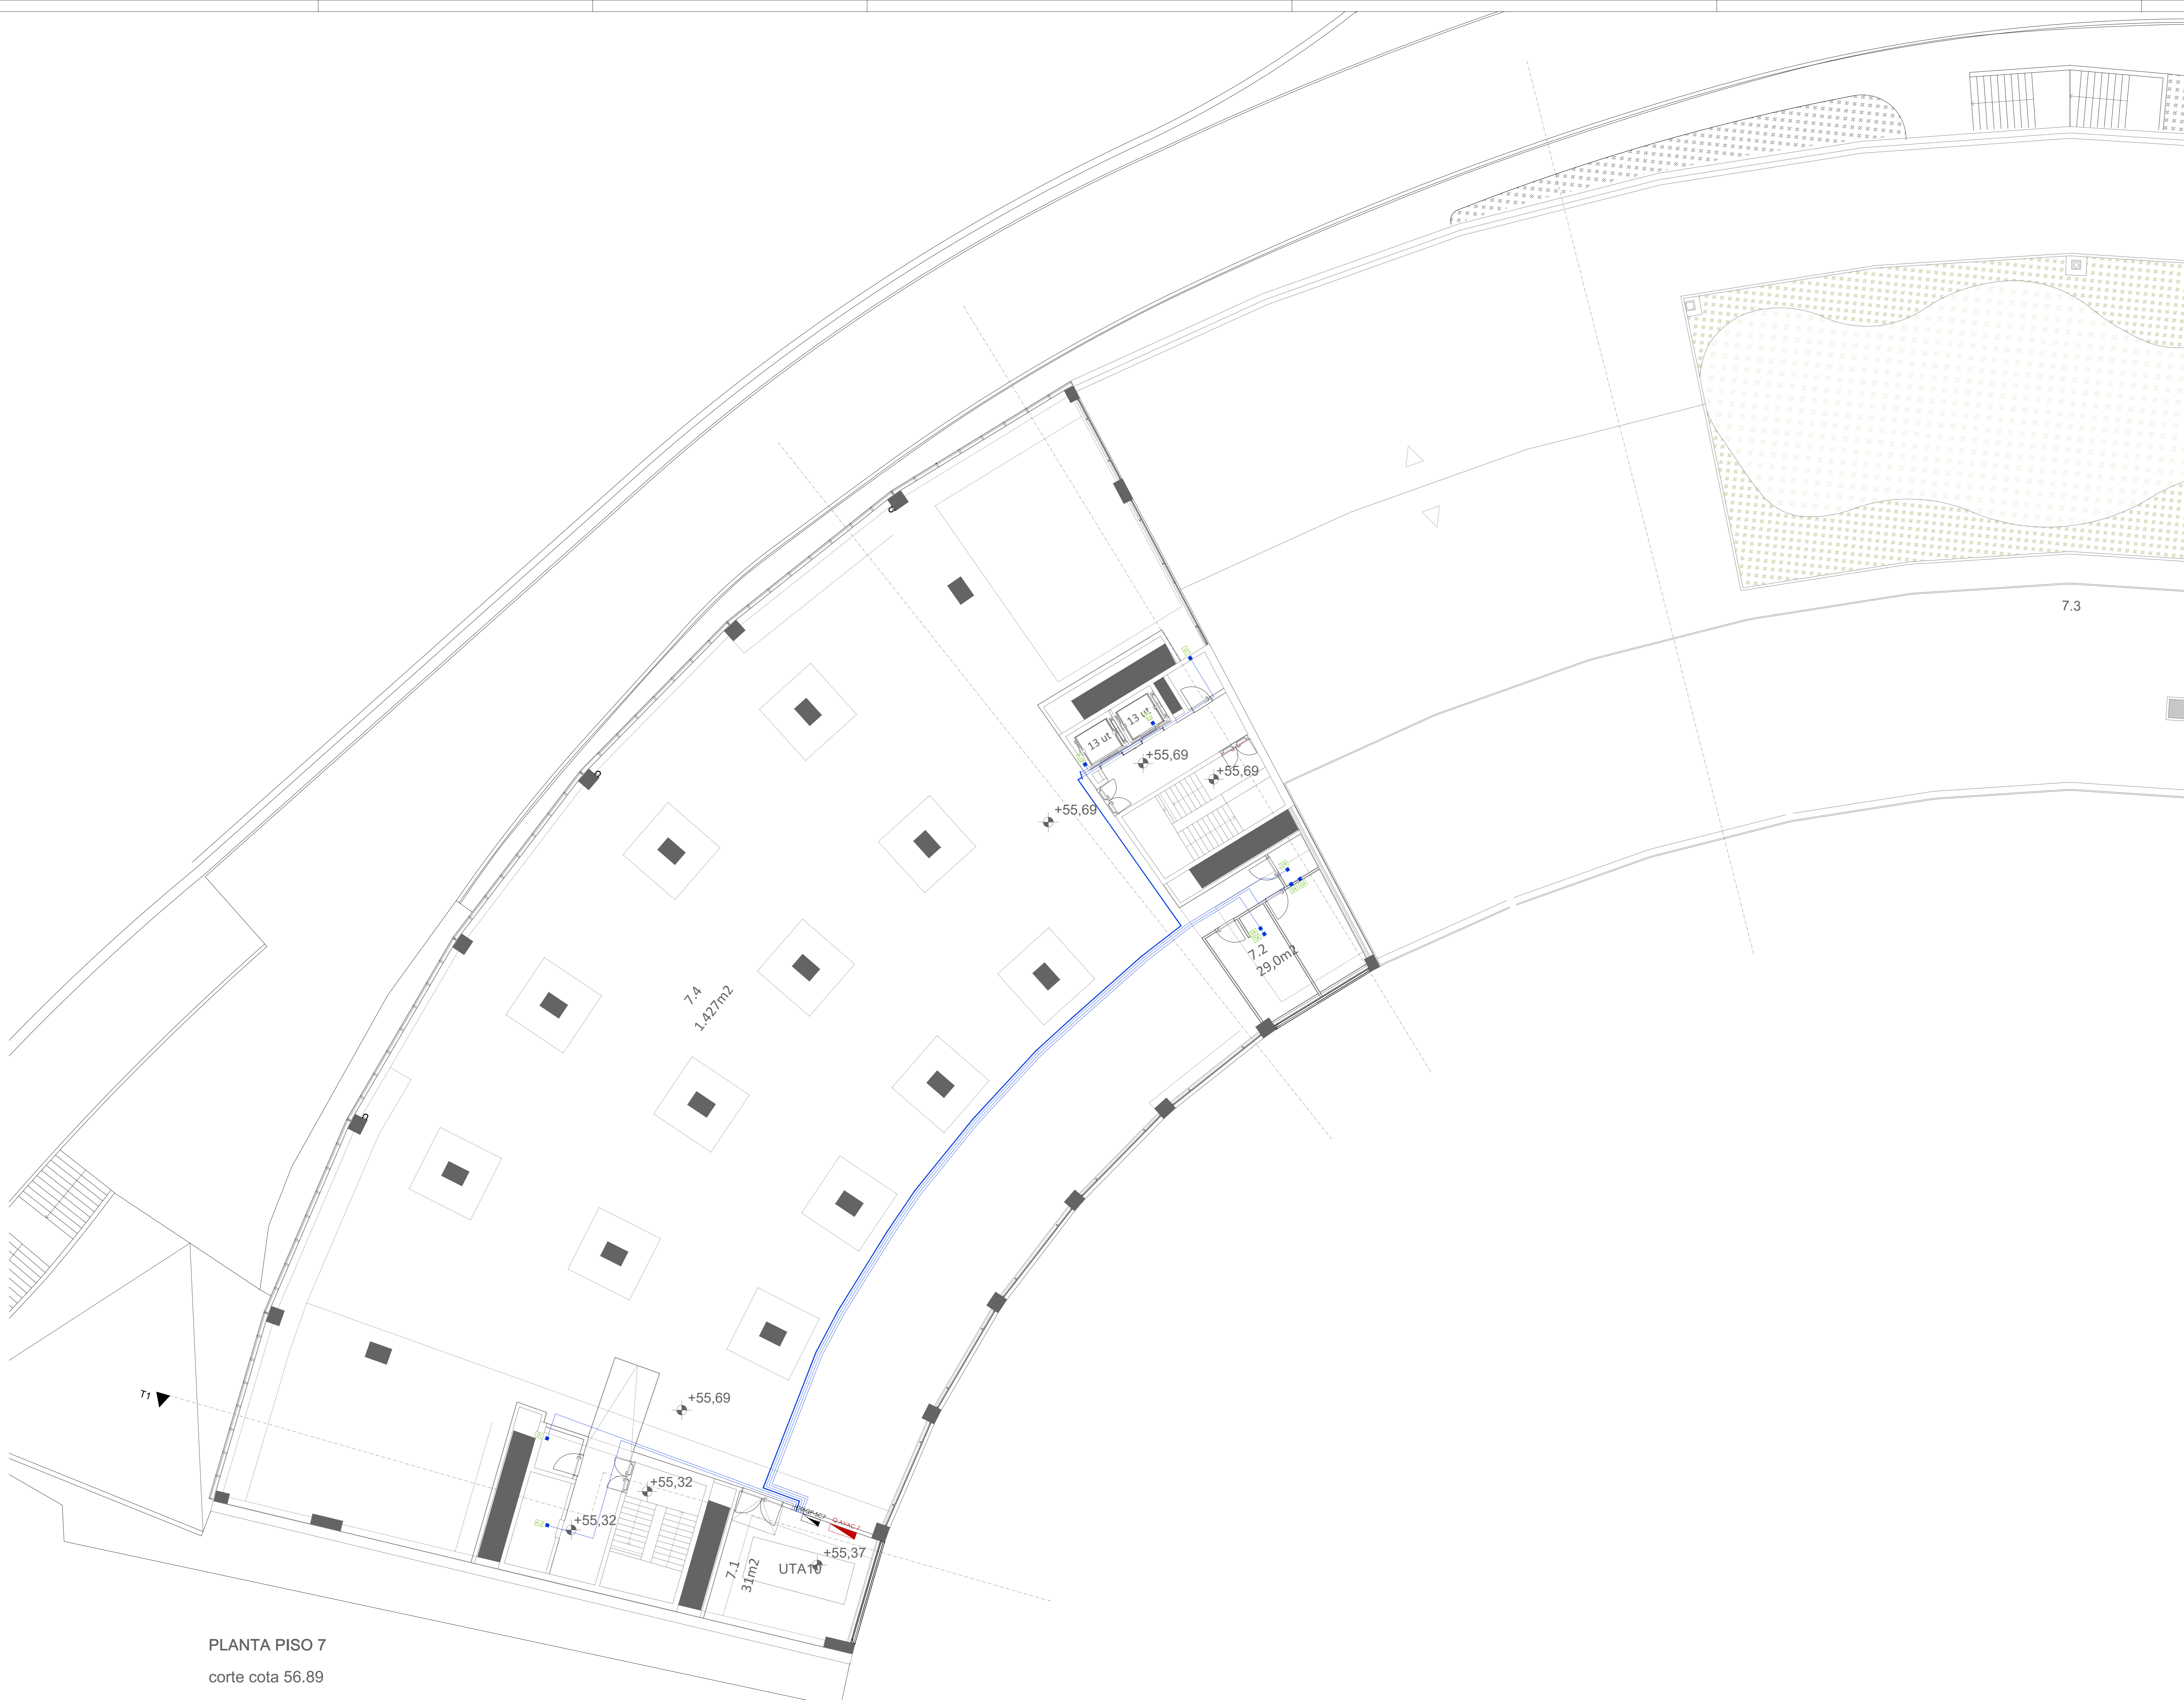 7.3
13 ut
13 ut
+55,69
+55,69
+55,69
7.2
29,0m2
7.4
1.427m2
T1
+55,69
+55,32
+55,32
Q.AVAC.7
+55,37
7.1
31m2
UTA10
PLANTA PISO 7
corte cota 56.89